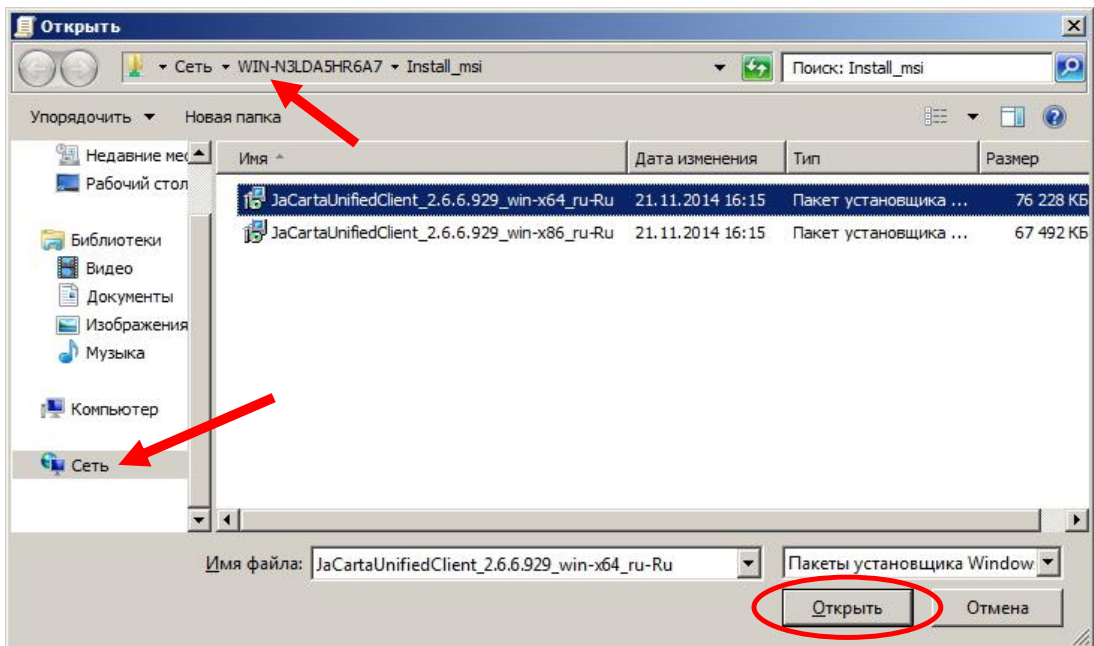 Открыть
Сеть WIN-N3LDA5HR6A7 Install_msi Поиск: Install_msi
Упорядочить Новая папка
Недавние мес
Рабочий стол
Библиотеки
Видео
Документы
Изображения
Музыка
Компьютер
Сеть
Имя Дата изменения Тип Размер
JaCartaUnifiedClient_2.6.6.929_win-x64_ru-Ru 21.11.2014 16:15 Пакет установщика ... 76 228 КБ
JaCartaUnifiedClient_2.6.6.929_win-x86_ru-Ru 21.11.2014 16:15 Пакет установщика ... 67 492 КБ
Имя файла: JaCartaUnifiedClient_2.6.6.929_win-x64_ru-Ru Пакеты установщика Window
Открыть Отмена